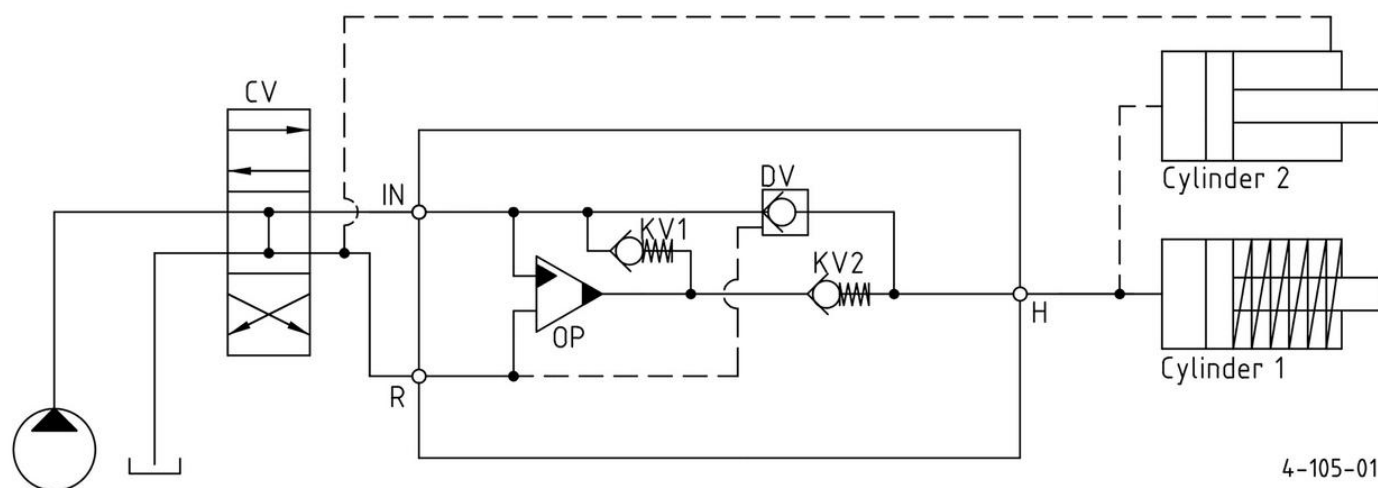 CV
IN
DV
KV1
KV2
OP
R
H
Cylinder 2
Cylinder 1
4-105-01